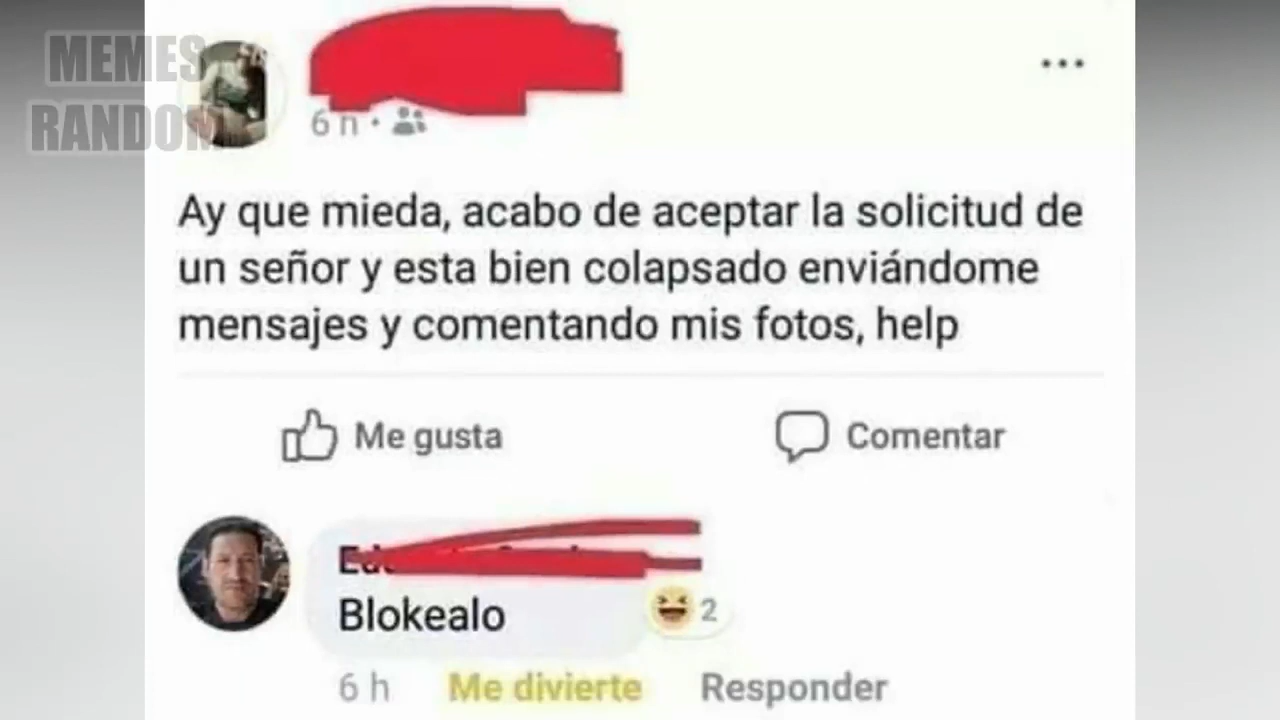 MEMES
RANDOM
6 h
Ay que mieda, acabo de aceptar la solicitud de
un señor y esta bien colapsado enviándome
mensajes y comentando mis fotos, help
Me gusta
Comentar
Blokealo
2
6 h
Me divierte
Responder